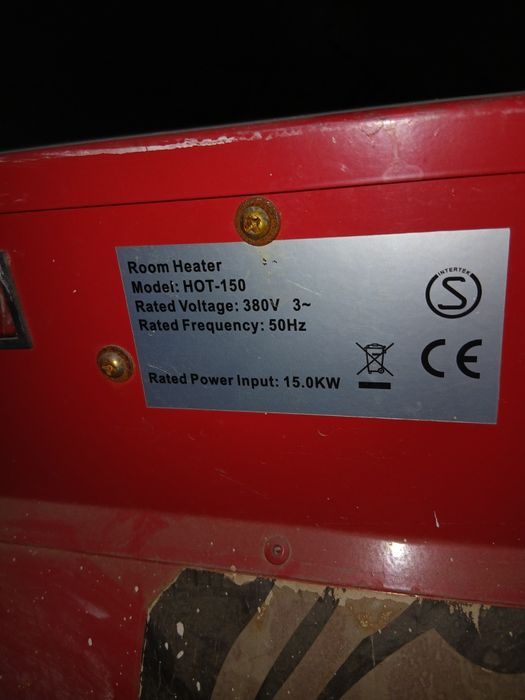 Room Heater
Model: HOT-150
Rated Voltage: 380V 3~
Rated Frequency: 50Hz
Rated Power Input: 15.0KW
INTERTEK
S
CE